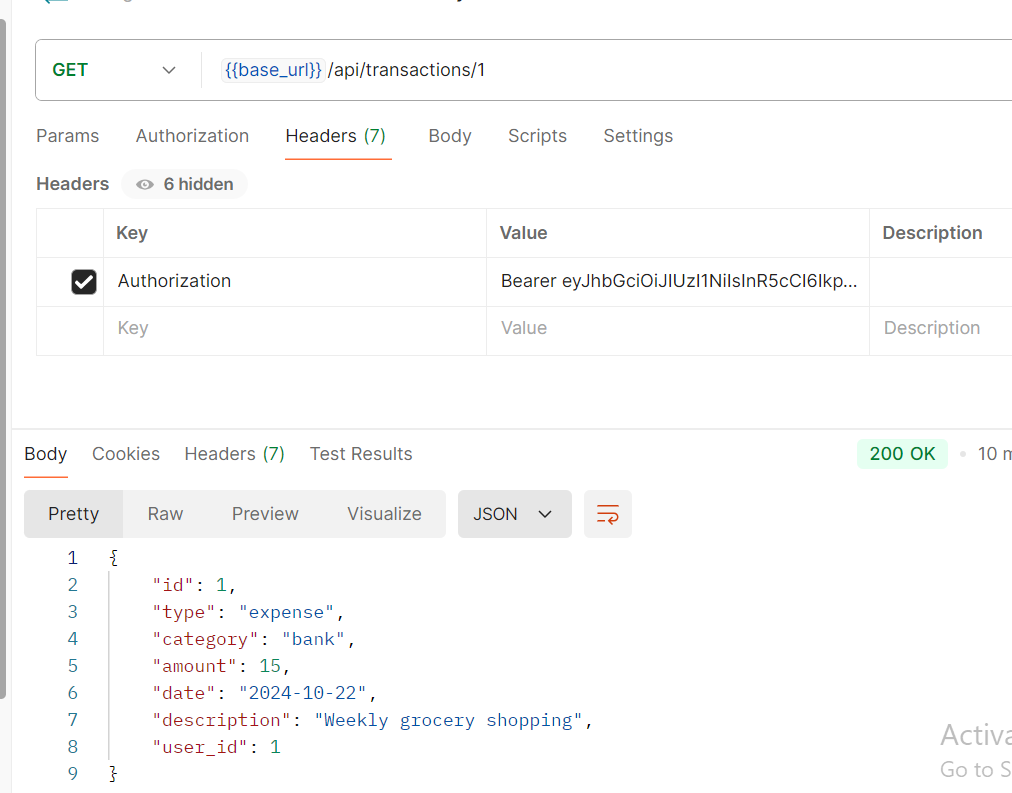 GET {{base_url}}/api/transactions/1
Params Authorization Headers (7) Body Scripts Settings
Headers 6 hidden
Key Value Description
Authorization Bearer eyJhbGciOiJIUzI1NiIsInR5cCI6Ikp...
Key Value Description
Body Cookies Headers (7) Test Results 200 OK • 10 m
Pretty Raw Preview Visualize JSON
1 {
2 "id": 1,
3 "type": "expense",
4 "category": "bank",
5 "amount": 15,
6 "date": "2024-10-22",
7 "description": "Weekly grocery shopping",
8 "user_id": 1
9 }
Activa
Go to S